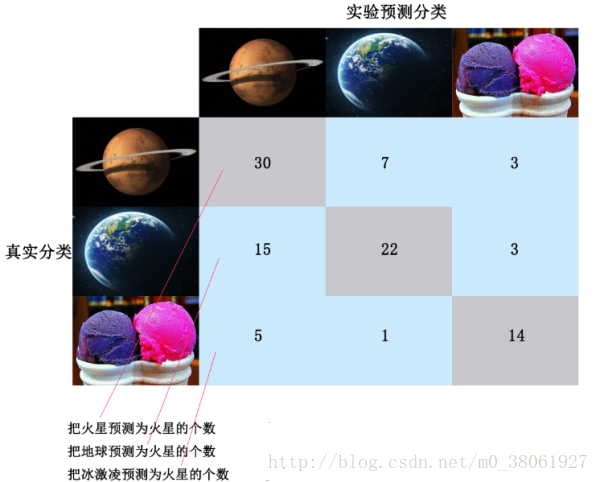 实验预测分类
30 7 3
真实分类
15 22 3
5 1 14
把火星预测为火星的个数
把地球预测为火星的个数
把冰激凌预测为火星的个数
http://blog.csdn.net/m0_38061927